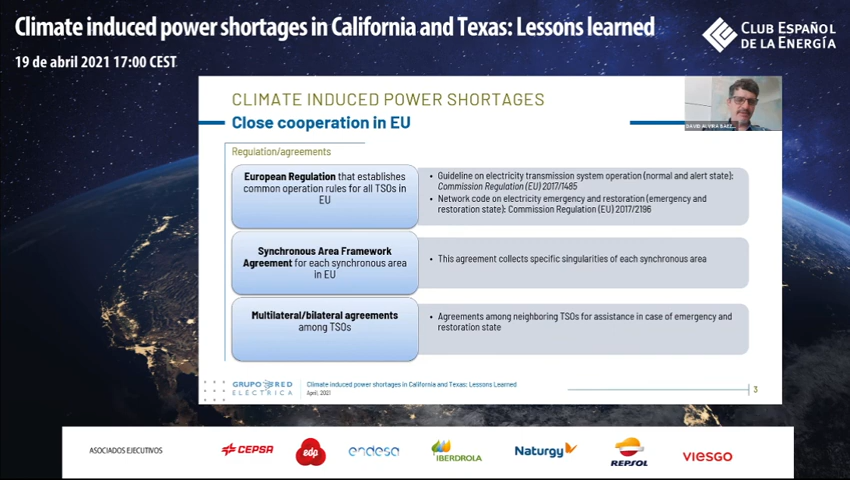 Climate induced power shortages in California and Texas: Lessons learned
CLUB ESPAÑOL
DE LA ENERGÍA
19 de abril 2021 17:00 CEST
CLIMATE INDUCED POWER SHORTAGES
Close cooperation in EU
Regulation/agreements
European Regulation that establishes
common operation rules for all TSOs in
EU
• Guideline on electricity transmission system operation (normal and alert state):
Commission Regulation (EU) 2017/1485
• Network code on electricity emergency and restoration (emergency and
restoration state): Commission Regulation (EU) 2017/2196
Synchronous Area Framework
Agreement for each synchronous area
in EU
• This agreement collects specific singularities of each synchronous area
Multilateral/bilateral agreements
among TSOs
• Agreements among neighboring TSOs for assistance in case of emergency and
restoration state
GRUPO RED
ELÉCTRICA
Climate induced power shortages in California and Texas: Lessons Learned
April, 2021
3
ASOCIADOS EJECUTIVOS
CEPSA
edp
endesa
IBERDROLA
Naturgy
REPSOL
VIESGO